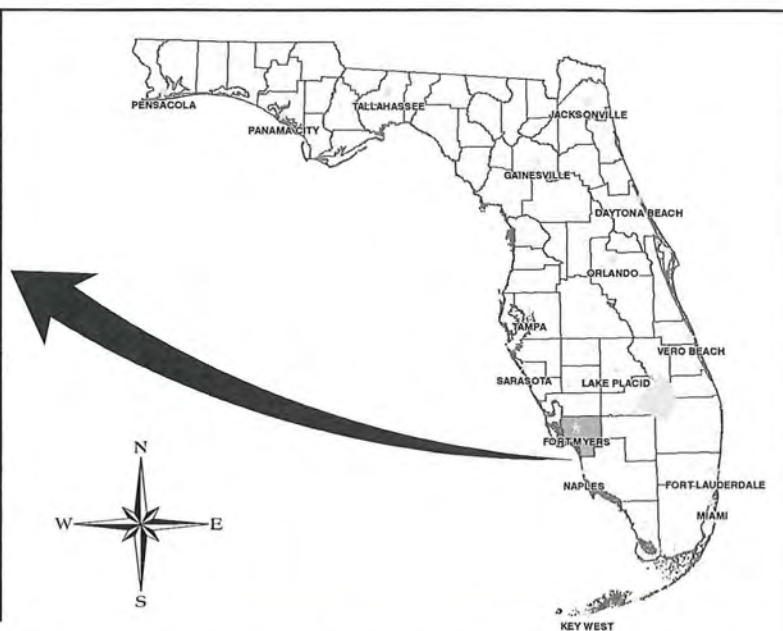 PENSACOLA
TALLAHASSEE
JACKSONVILLE
PANAMA CITY
GAINESVILLE
DAYTONA BEACH
ORLANDO
TAMPA
VERO BEACH
SARASOTA
LAKE PLACID
FORT MYERS
N
NAPLES
FORT LAUDERDALE
MIAMI
W
E
S
KEY WEST